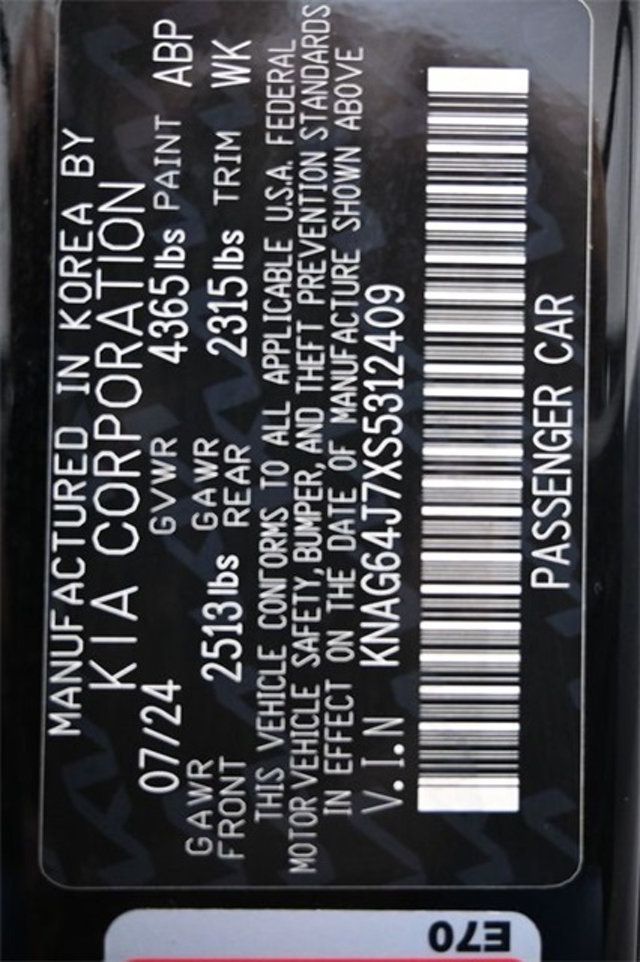 MANUFACTURED IN KOREA BY
KIA CORPORATION
07/24 GVWR 4365lbs PAINT ABP
GAWR FRONT 2513lbs GAWR REAR 2315lbs TRIM WK
THIS VEHICLE CONTORMS TO ALL APPLICABLE U.S.A. FEDERAL
MOTOR VEHICLE SAFETY, BUMPER, AND THEFT PREVENTION STANDARDS
IN EFFECT ON THE DATE OF MANUFACTURE SHOWN ABOVE
V.I.N KNAG64J7XS5312409
PASSENGER CAR
E70